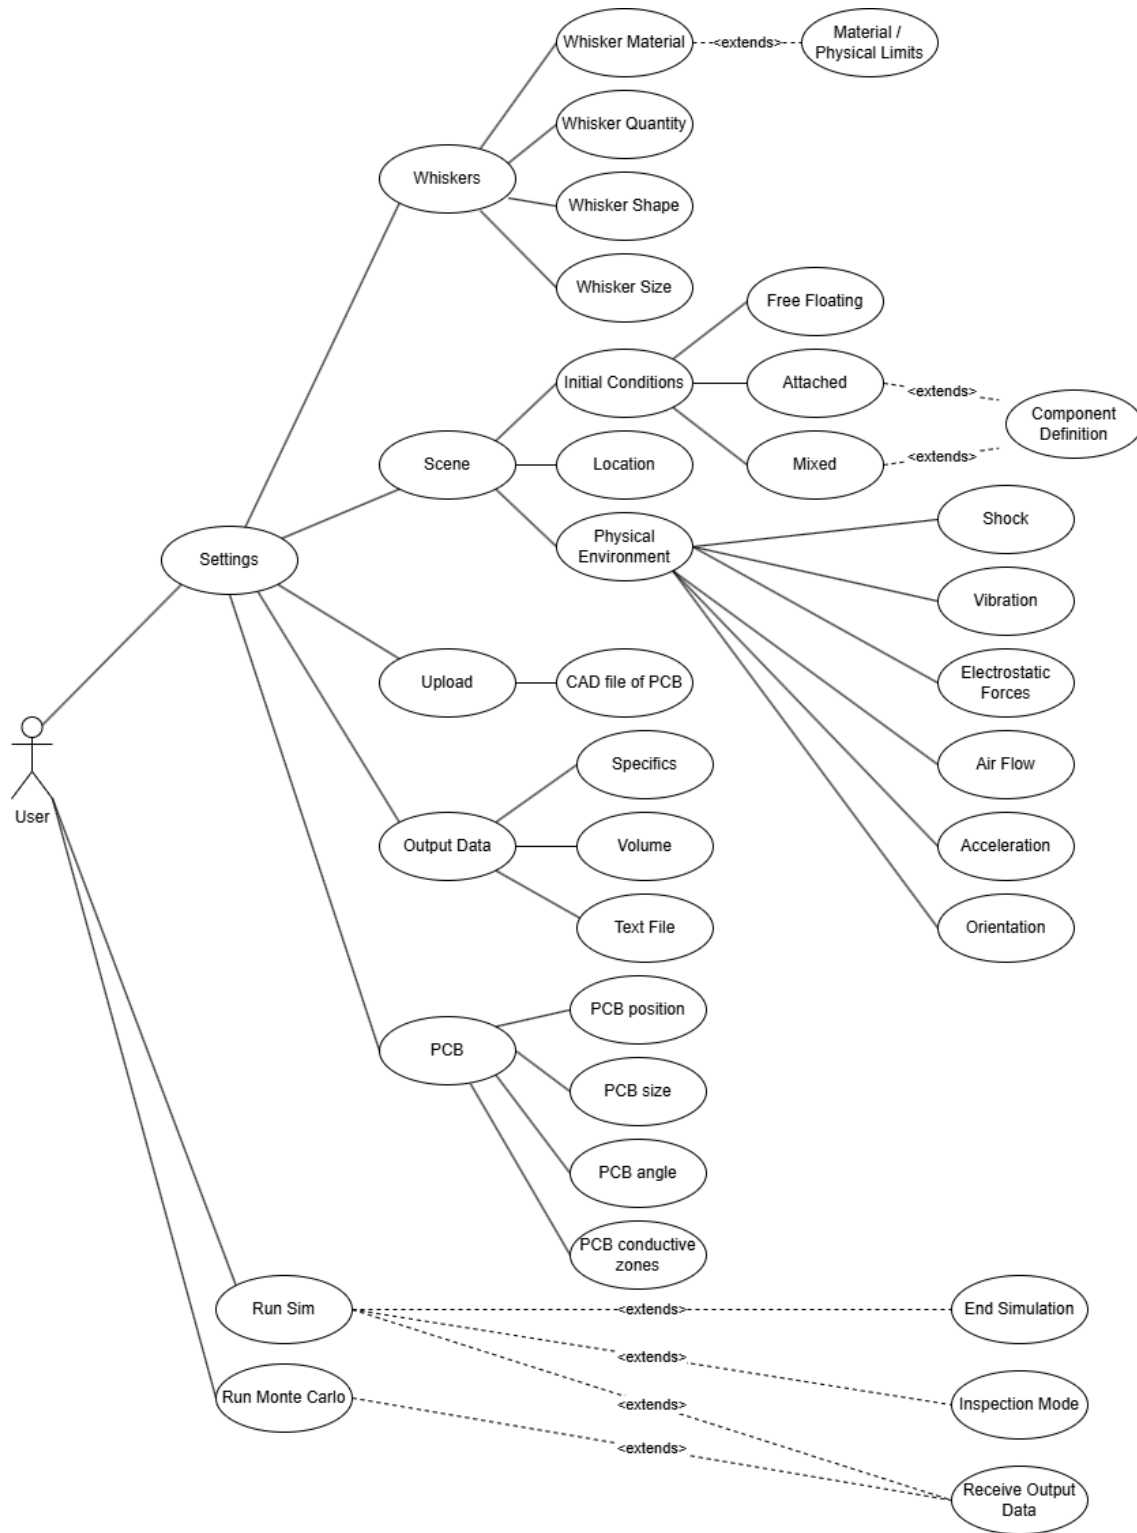 Whisker Material
<extends>
Material /
Physical Limits
Whisker Quantity
Whiskers
Whisker Shape
Whisker Size
Free Floating
Initial Conditions
Attached
<extends>
Component
Definition
Scene
Location
Mixed
<extends>
Shock
Physical
Environment
Settings
Vibration
Upload
CAD file of PCB
Electrostatic
Forces
Specifics
Air Flow
User
Output Data
Volume
Acceleration
Text File
Orientation
PCB position
PCB
PCB size
PCB angle
PCB conductive
zones
Run Sim
<extends>
End Simulation
<extends>
Run Monte Carlo
<extends>
Inspection Mode
<extends>
Receive Output
Data